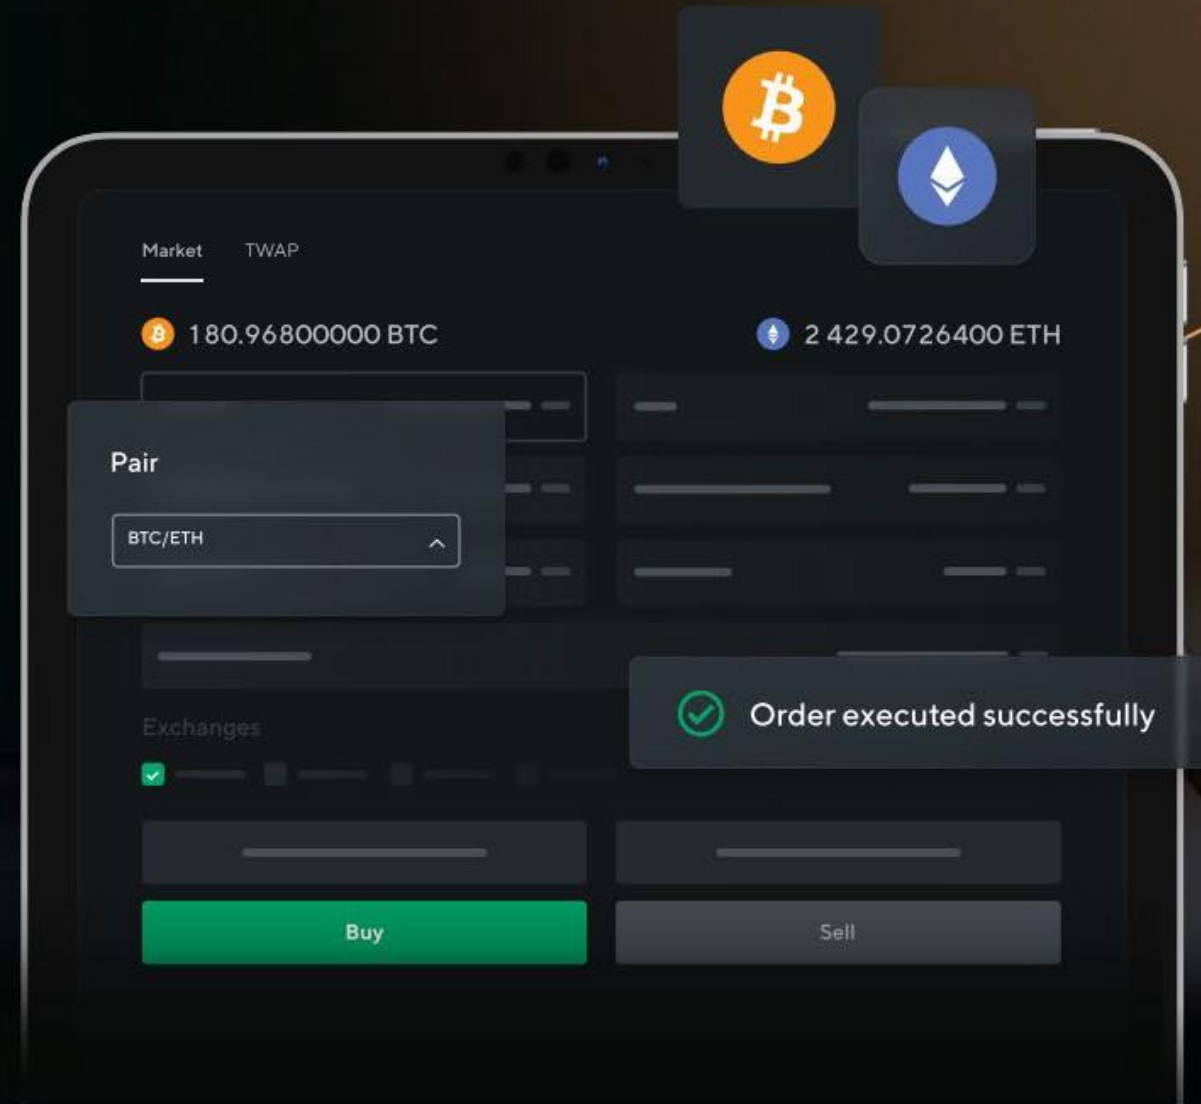 Market TWAP
180.96800000 BTC 2 429.0726400 ETH
Pair
BTC/ETH
Order executed successfully
Exchanges
Buy Sell